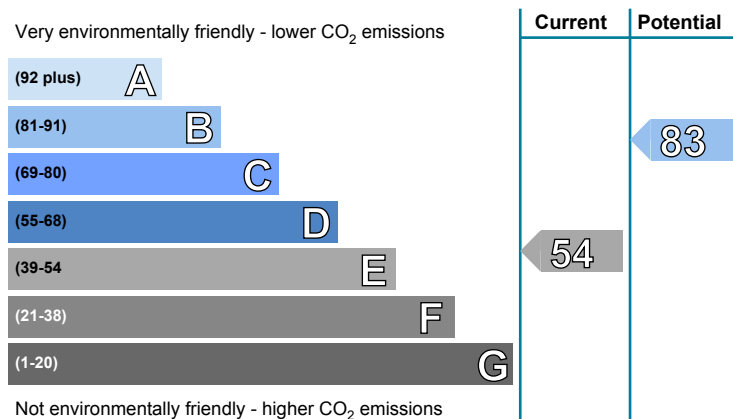 Current Potential
Very environmentally friendly - lower CO2 emissions
(92 plus) A
(81-91) B
83
(69-80) C
(55-68) D
(39-54 E
54
(21-38) F
(1-20) G
Not environmentally friendly - higher CO2 emissions